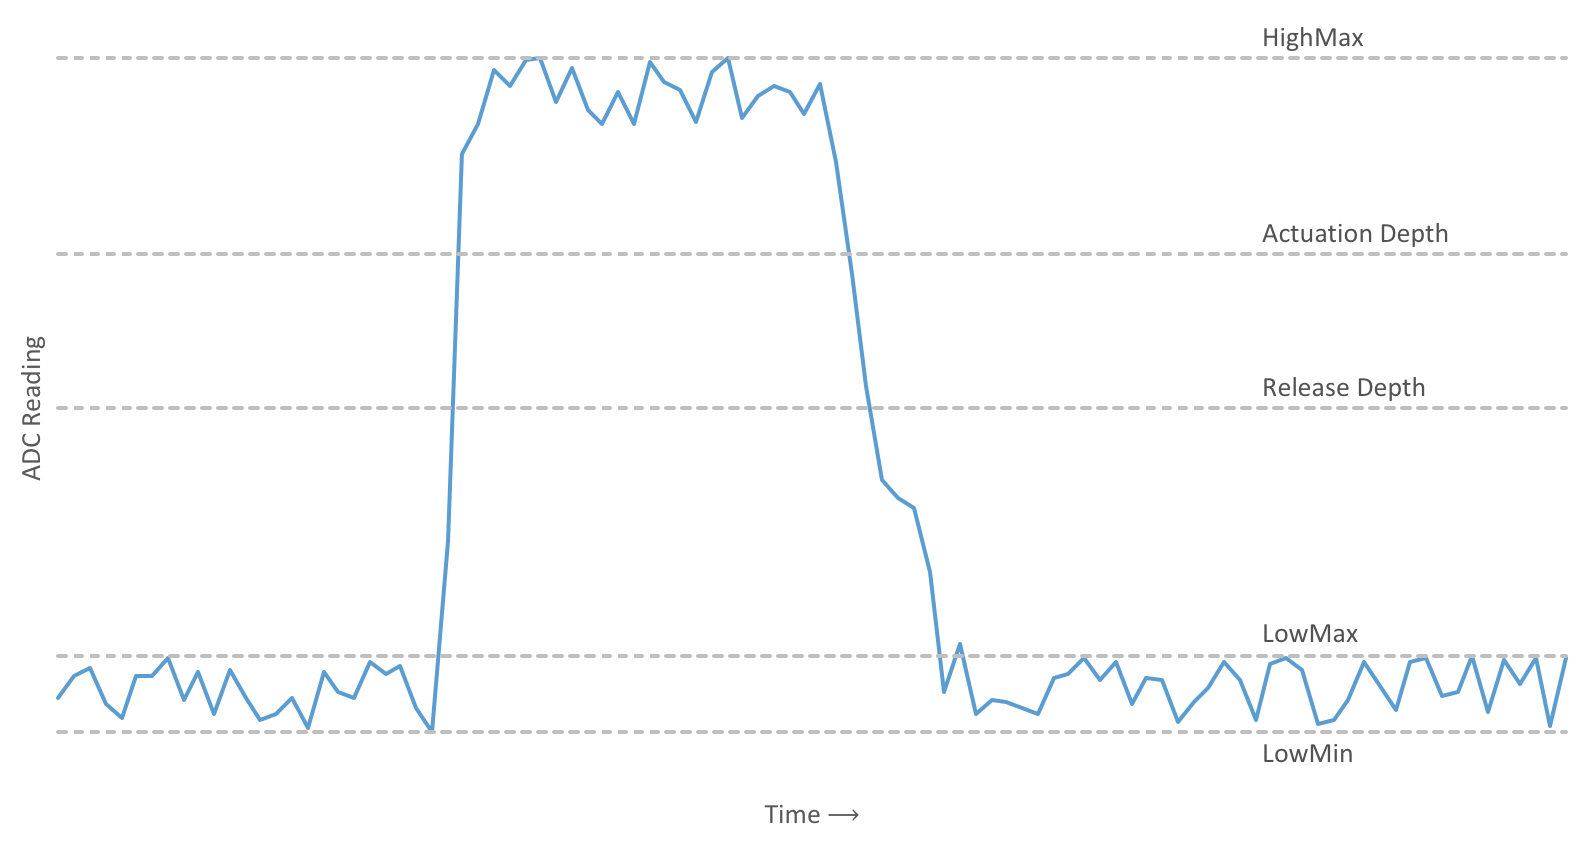 HighMax
Actuation Depth
ADC Reading
Release Depth
LowMax
LowMin
Time →